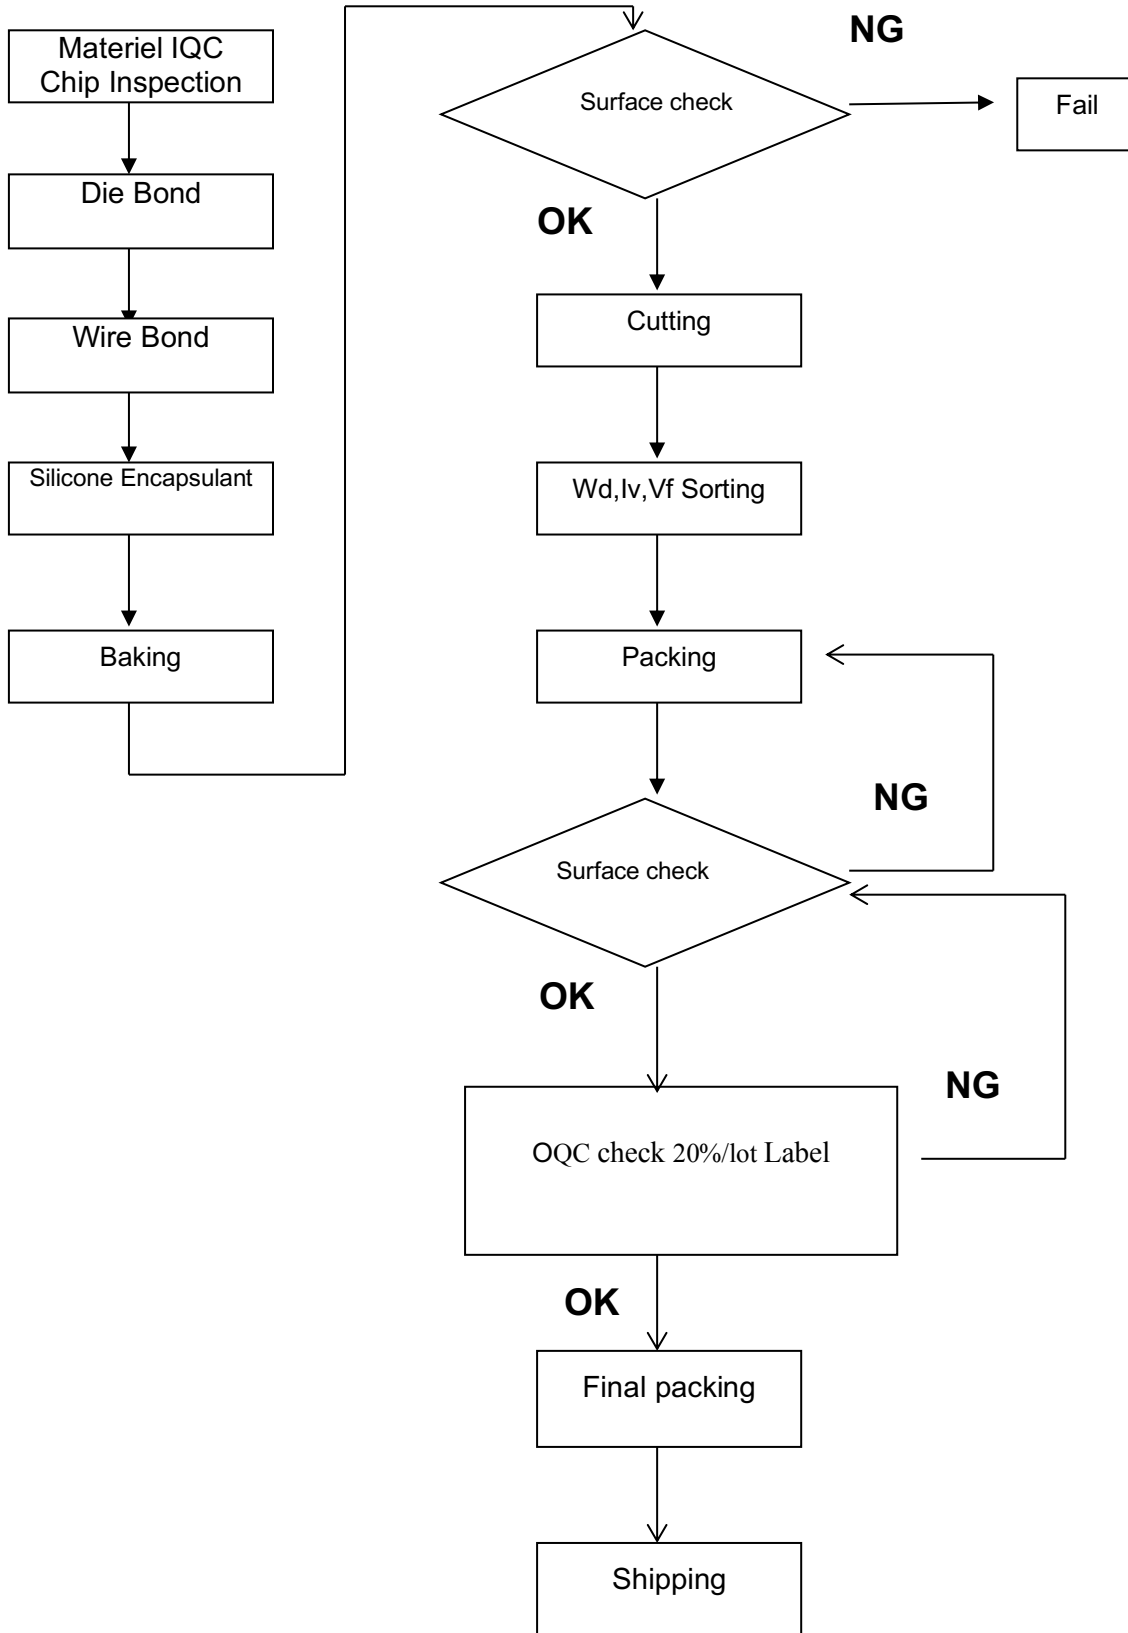 Materiel IQC
Chip Inspection
Die Bond
Wire Bond
Silicone Encapsulant
Baking
Surface check
NG
Fail
OK
Cutting
Wd,Iv,Vf Sorting
Packing
NG
Surface check
OK
NG
OQC check 20%/lot Label
OK
Final packing
Shipping